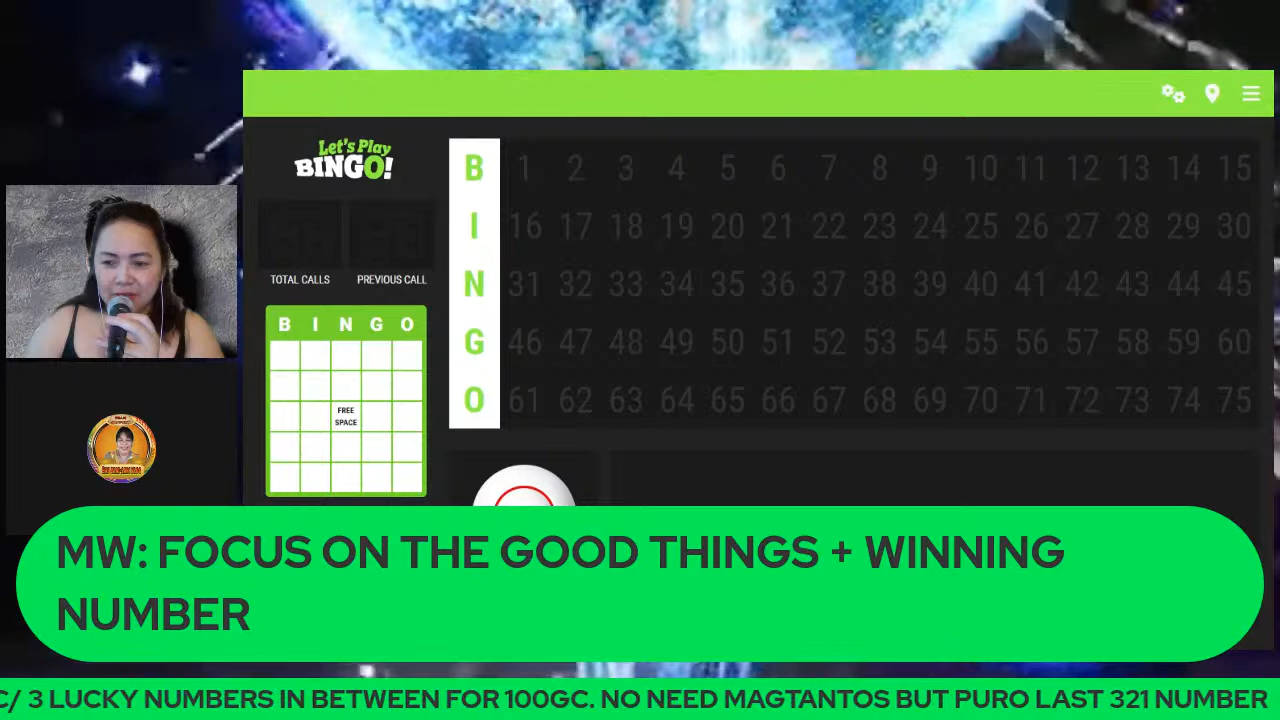 Let's Play
BINGO!
TOTAL CALLS
PREVIOUS CALL
B I N G O
FREE
SPACE
B 1 2 3 4 5 6 7 8 9 10 11 12 13 14 15
I 16 17 18 19 20 21 22 23 24 25 26 27 28 29 30
N 31 32 33 34 35 36 37 38 39 40 41 42 43 44 45
G 46 47 48 49 50 51 52 53 54 55 56 57 58 59 60
O 61 62 63 64 65 66 67 68 69 70 71 72 73 74 75
MW: FOCUS ON THE GOOD THINGS + WINNING
NUMBER
C/ 3 LUCKY NUMBERS IN BETWEEN FOR 100GC. NO NEED MAGTANTOS BUT PURO LAST 321 NUMBER